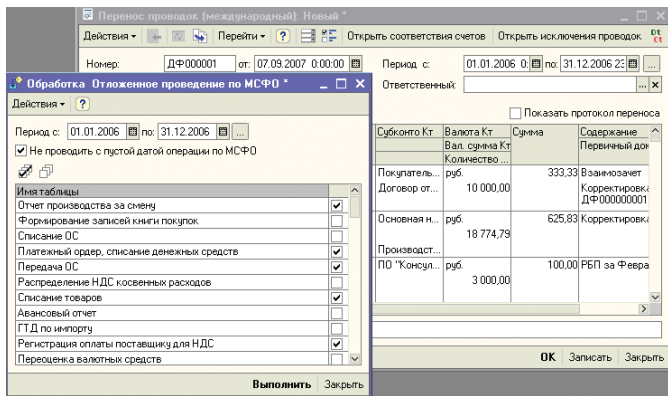 Перенос проводок (международный): Новый *
Действия Перейти ? Открыть соответствия счетов Открыть исключения проводок Dt Ct
Номер: ДФ000001 от: 07.09.2007 0:00:00 Период с: 01.01.2006 0: по: 31.12.2006 23 ...
Ответственный: ... x
Показать протокол переноса
Субконто Кт Валюта Кт Сумма Содержание
Вал. сумма Кт Первичный док
Количество ...
Покупатель... руб. 333,33 Взаимозачет
Договор от... 10 000,00 Корректировка
ДФ000000001
Основная н... руб. 625,83 Корректировка
18 774,79
Производст...
ПО "Консул... руб. 100,00 РБП за Февра
3 000,00
OK Записать Закрыть
Обработка Отложенное проведение по МСФО *
Действия ?
Период с: 01.01.2006 по: 31.12.2006 ...
Не проводить с пустой датой операции по МСФО
Имя таблицы
Отчет производства за смену
Формирование записей книги покупок
Списание ОС
Платежный ордер, списание денежных средств
Передача ОС
Распределение НДС косвенных расходов
Списание товаров
Авансовый отчет
ГТД по импорту
Регистрация оплаты поставщику для НДС
Переоценка валютных средств
Выполнить Закрыть